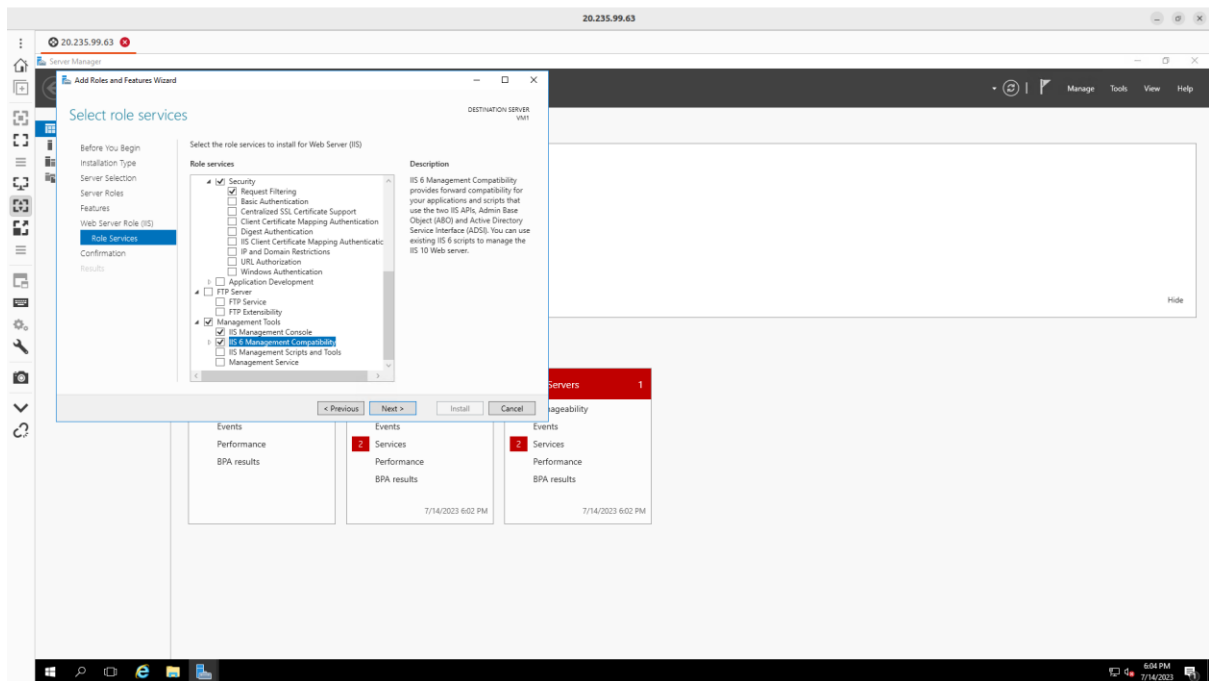 20.235.99.63
20.235.99.63
Server Manager
Manage Tools View Help
Add Roles and Features Wizard
Select role services
DESTINATION SERVER
VM1
Before You Begin
Installation Type
Server Selection
Server Roles
Features
Web Server Role (IIS)
Role Services
Confirmation
Results
Select the role services to install for Web Server (IIS)
Role services
Security
Request Filtering
Basic Authentication
Centralized SSL Certificate Support
Client Certificate Mapping Authentication
Digest Authentication
IIS Client Certificate Mapping Authenticatic
IP and Domain Restrictions
URL Authorization
Windows Authentication
Application Development
FTP Server
FTP Service
FTP Extensibility
Management Tools
IIS Management Console
IIS 6 Management Compatibility
IIS Management Scripts and Tools
Management Service
Description
IIS 6 Management Compatibility
provides forward compatibility for
your applications and scripts that
use the two IIS APIs, Admin Base
Object (ABO) and Active Directory
Service Interface (ADSI). You can use
existing IIS 6 scripts to manage the
IIS 10 Web server.
< Previous Next > Install Cancel
Hide
Servers 1
nageability
Events
Performance
BPA results
Events
2 Services
Performance
BPA results
7/14/2023 6:02 PM
Events
2 Services
Performance
BPA results
7/14/2023 6:02 PM
6:04 PM
7/14/2023